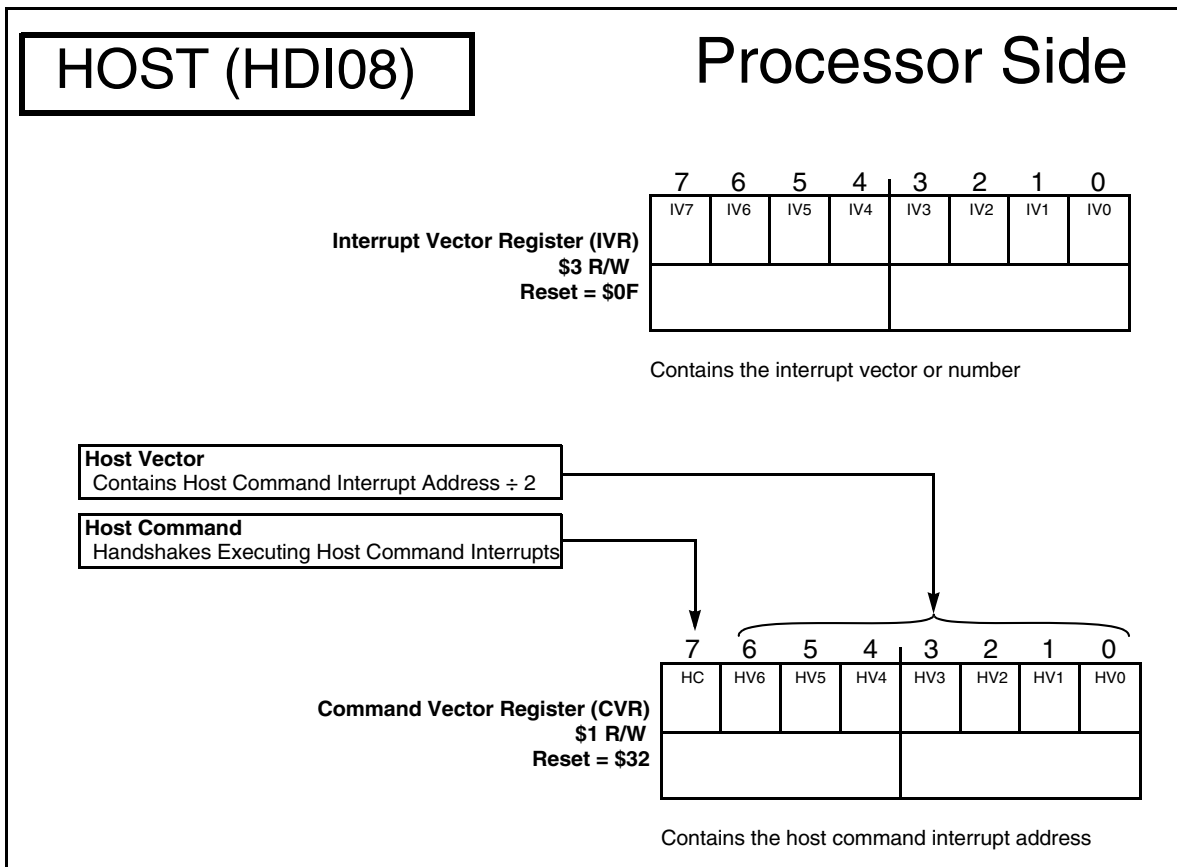 HOST (HDI08)
Processor Side
7 6 5 4 3 2 1 0
IV7 IV6 IV5 IV4 IV3 IV2 IV1 IV0
Interrupt Vector Register (IVR)
$3 R/W
Reset = $0F
Contains the interrupt vector or number
Host Vector
Contains Host Command Interrupt Address ÷ 2
Host Command
Handshakes Executing Host Command Interrupts
7 6 5 4 3 2 1 0
HC HV6 HV5 HV4 HV3 HV2 HV1 HV0
Command Vector Register (CVR)
$1 R/W
Reset = $32
Contains the host command interrupt address